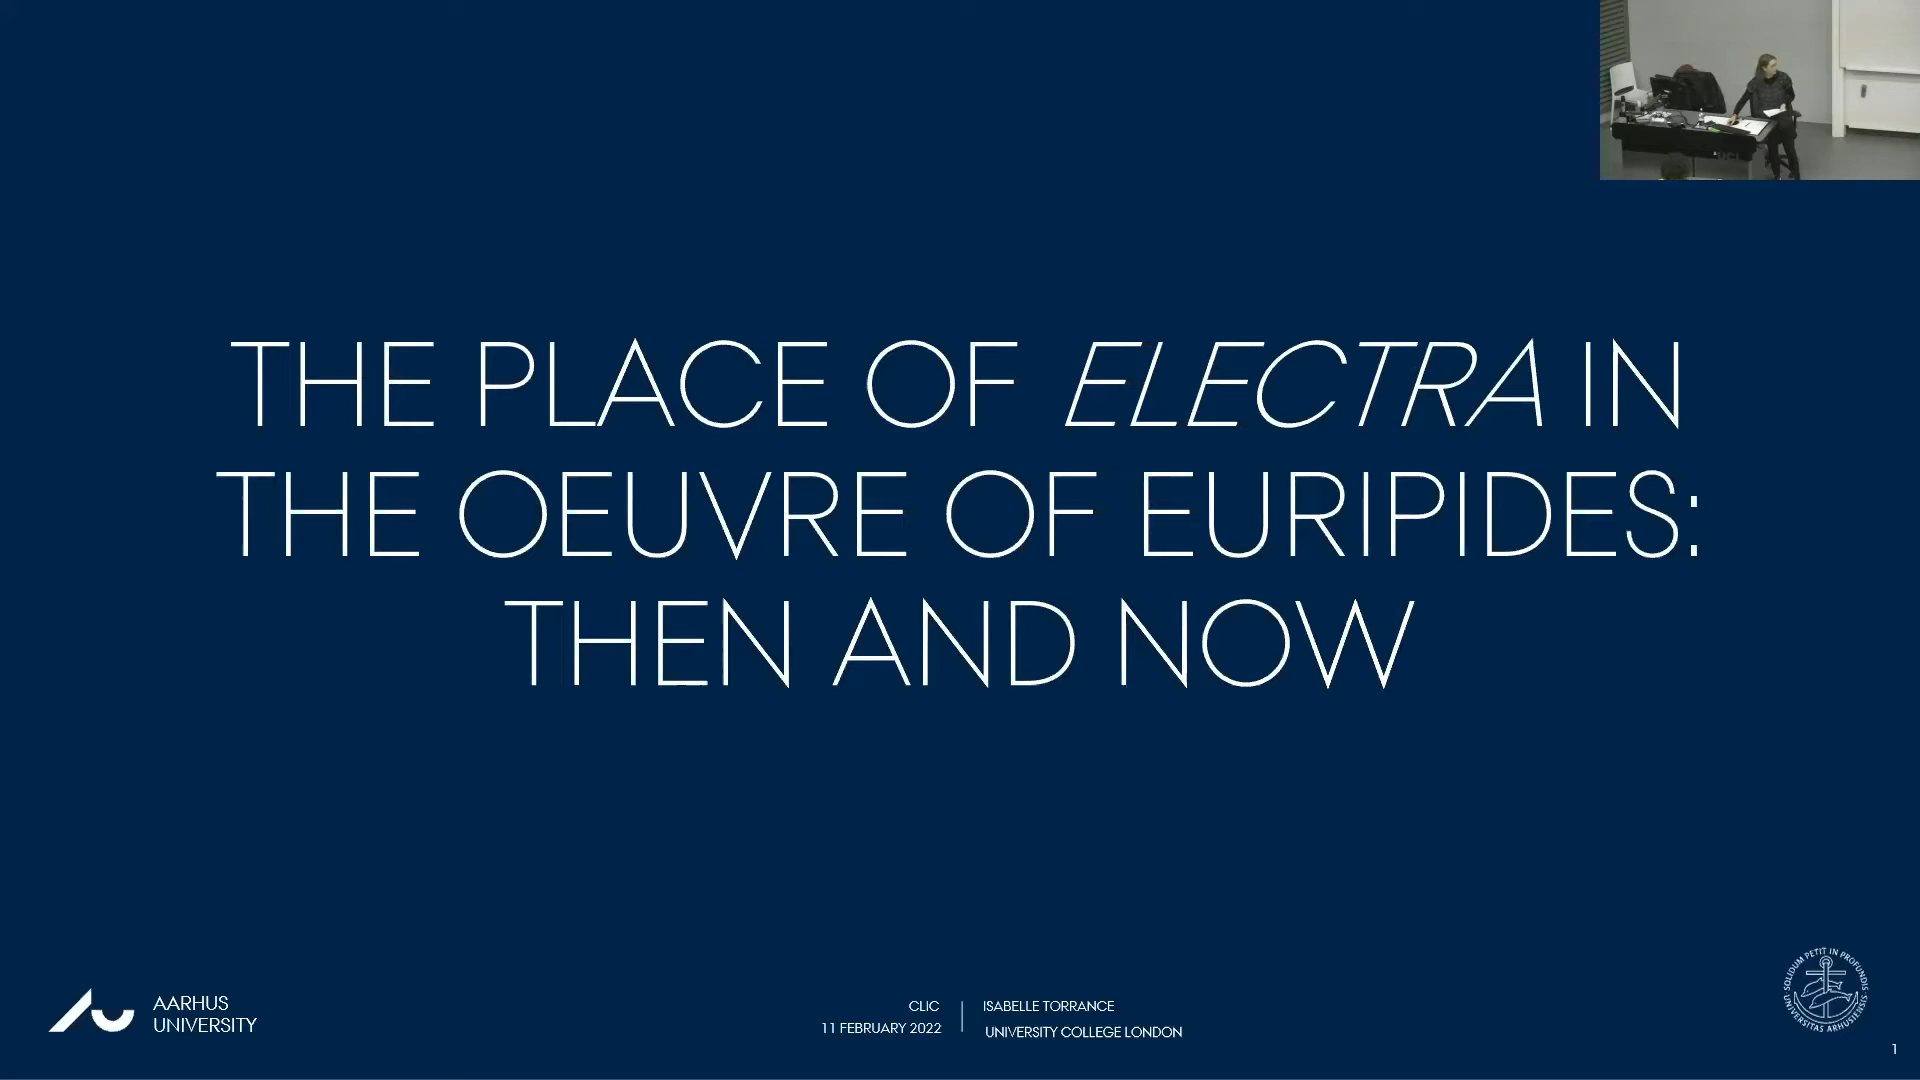 THE PLACE OF ELECTRA IN
THE OEUVRE OF EURIPIDES:
THEN AND NOW
AARHUS
UNIVERSITY
CLIC
11 FEBRUARY 2022
ISABELLE TORRANCE
UNIVERSITY COLLEGE LONDON
SOLIDUM PETIT IN PROFUNDIS
UNIVERSITAS ARHUSIENSIS
1
UCL